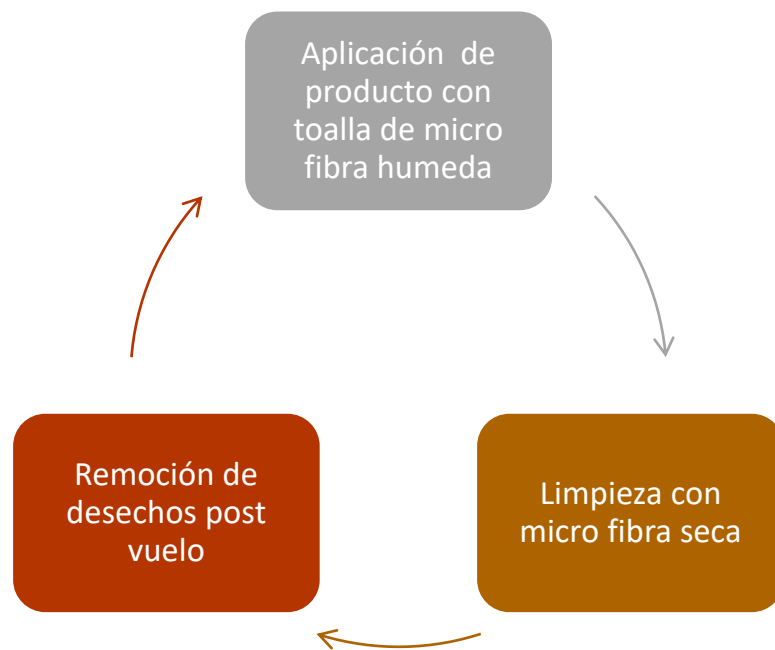 Aplicación  de
producto con
toalla de micro
fibra humeda
Limpieza con
micro fibra seca
Remoción de
desechos post
vuelo